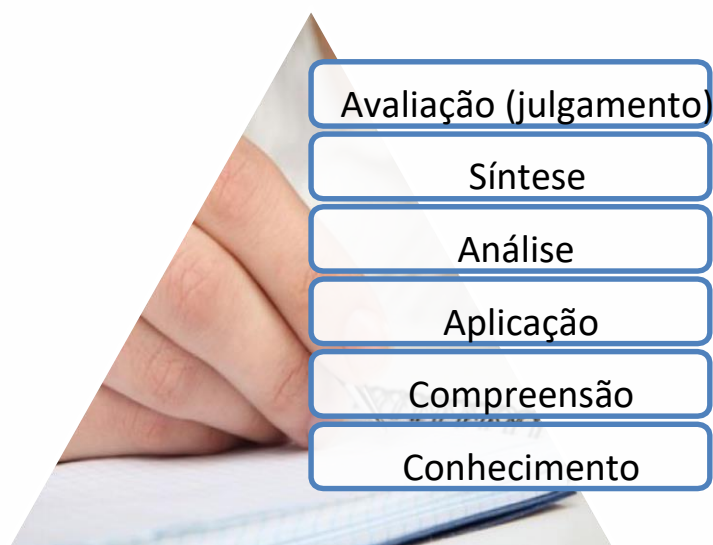 Avaliação (julgamento)
Síntese
Análise
Aplicação
Compreensão
Conhecimento